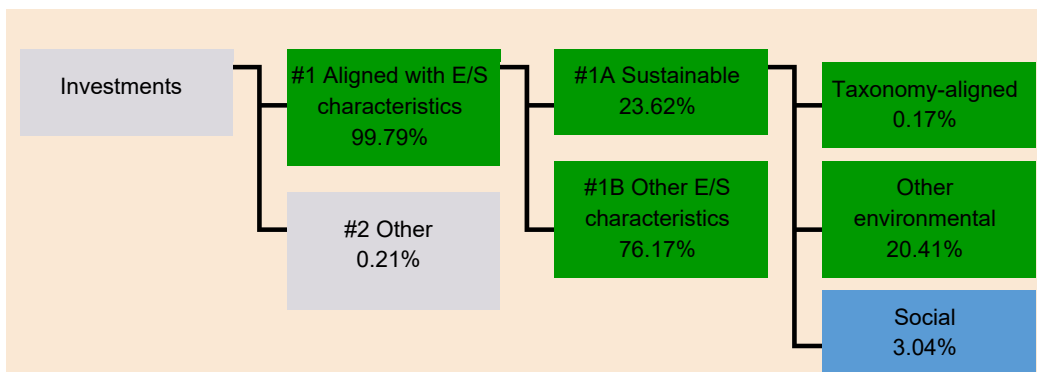 Investments
#1 Aligned with E/S
characteristics
99.79%
#2 Other
0.21%
#1A Sustainable
23.62%
#1B Other E/S
characteristics
76.17%
Taxonomy-aligned
0.17%
Other
environmental
20.41%
Social
3.04%